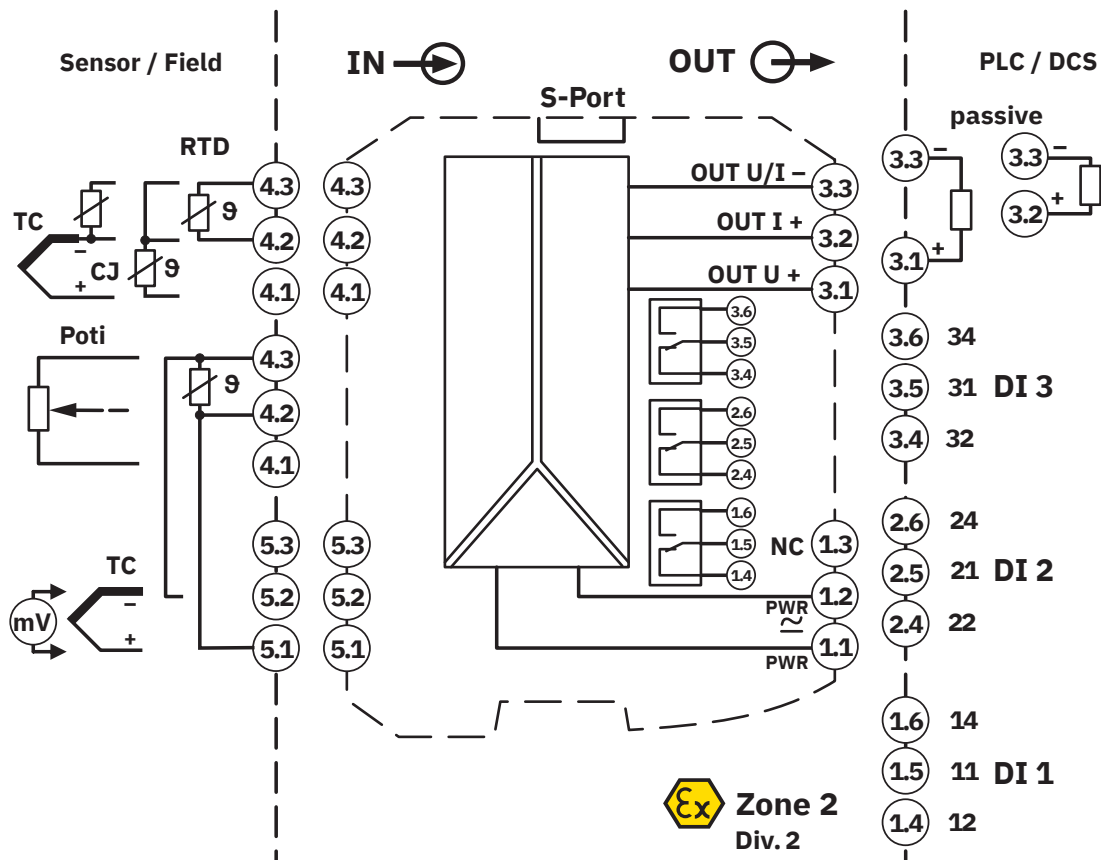 Sensor / Field
IN
OUT
PLC / DCS
S-Port
passive
RTD
TC
ϑ
–
+
CJ
ϑ
4.3
4.2
4.1
4.3
4.2
4.1
OUT U/I –
OUT I +
OUT U +
3.3
3.2
3.1
3.3 –
3.1 +
3.3 –
3.2 +
Poti
ϑ
4.3
4.2
4.1
3.6
3.5
3.4
2.6
2.5
2.4
1.6
1.5
1.4
3.6 34
3.5 31 DI 3
3.4 32
TC
mV
–
+
5.3
5.2
5.1
5.3
5.2
5.1
NC 1.3
PWR 1.2
PWR 1.1
2.6 24
2.5 21 DI 2
2.4 22
1.6 14
1.5 11 DI 1
1.4 12
Ex Zone 2
Div. 2